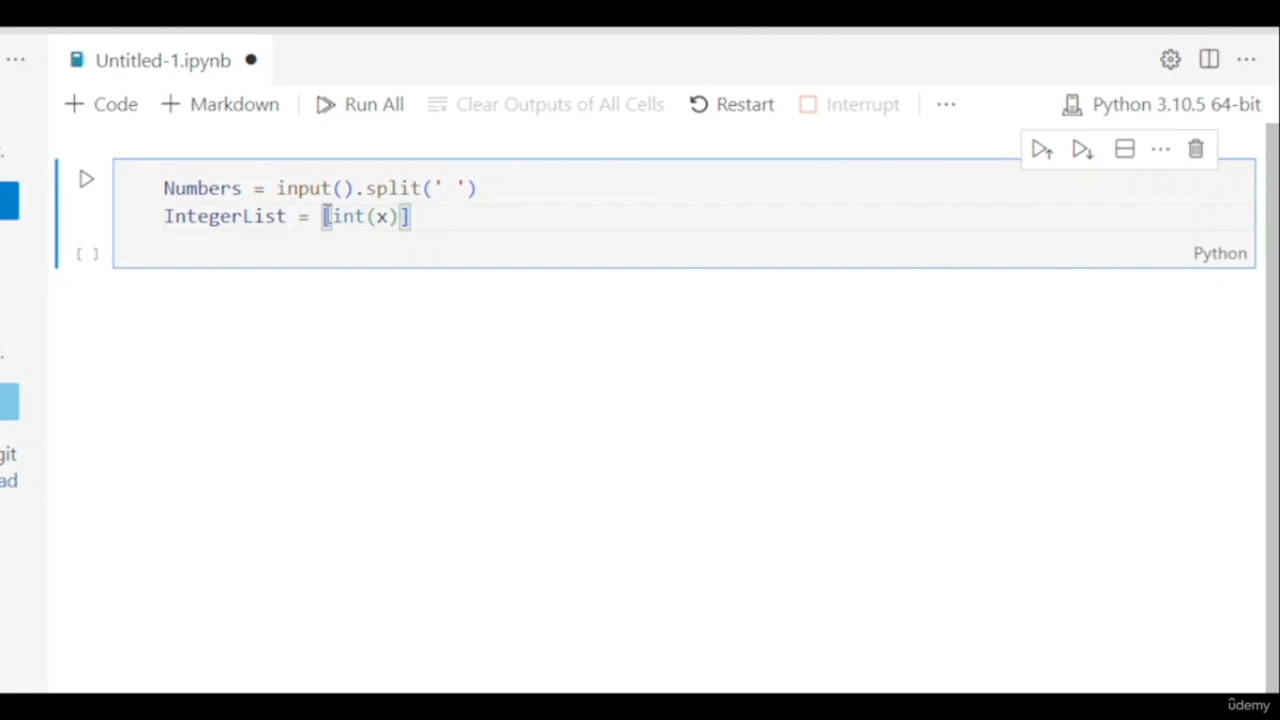 Untitled-1.ipynb
Code Markdown Run All Clear Outputs of All Cells Restart Interrupt Python 3.10.5 64-bit
Numbers = input().split(' ')
IntegerList = [int(x)]
[ ]
Python
git
ad
udemy